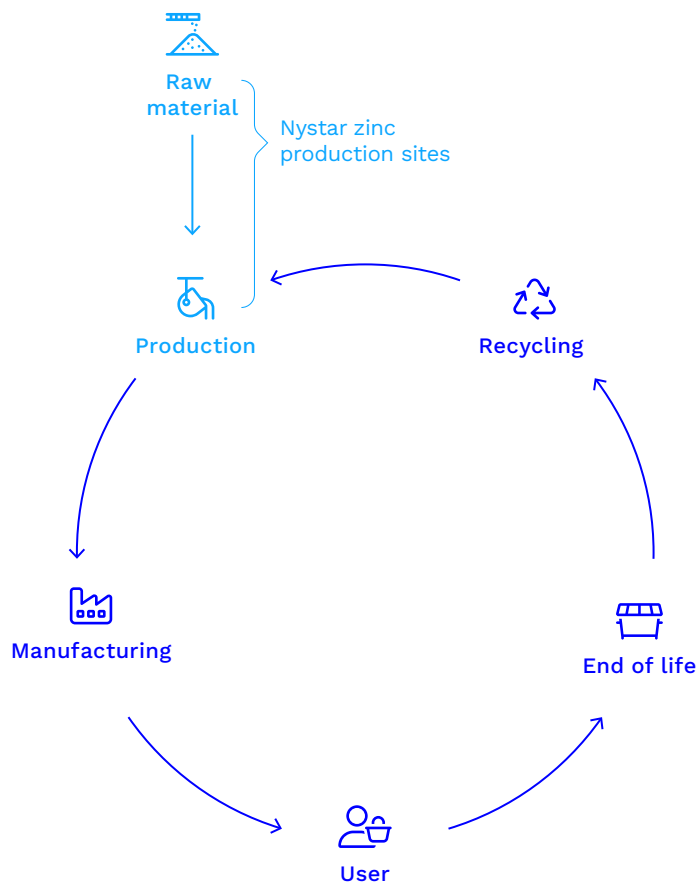 Raw
material
Nystar zinc
production sites
Production
Recycling
Manufacturing
End of life
User